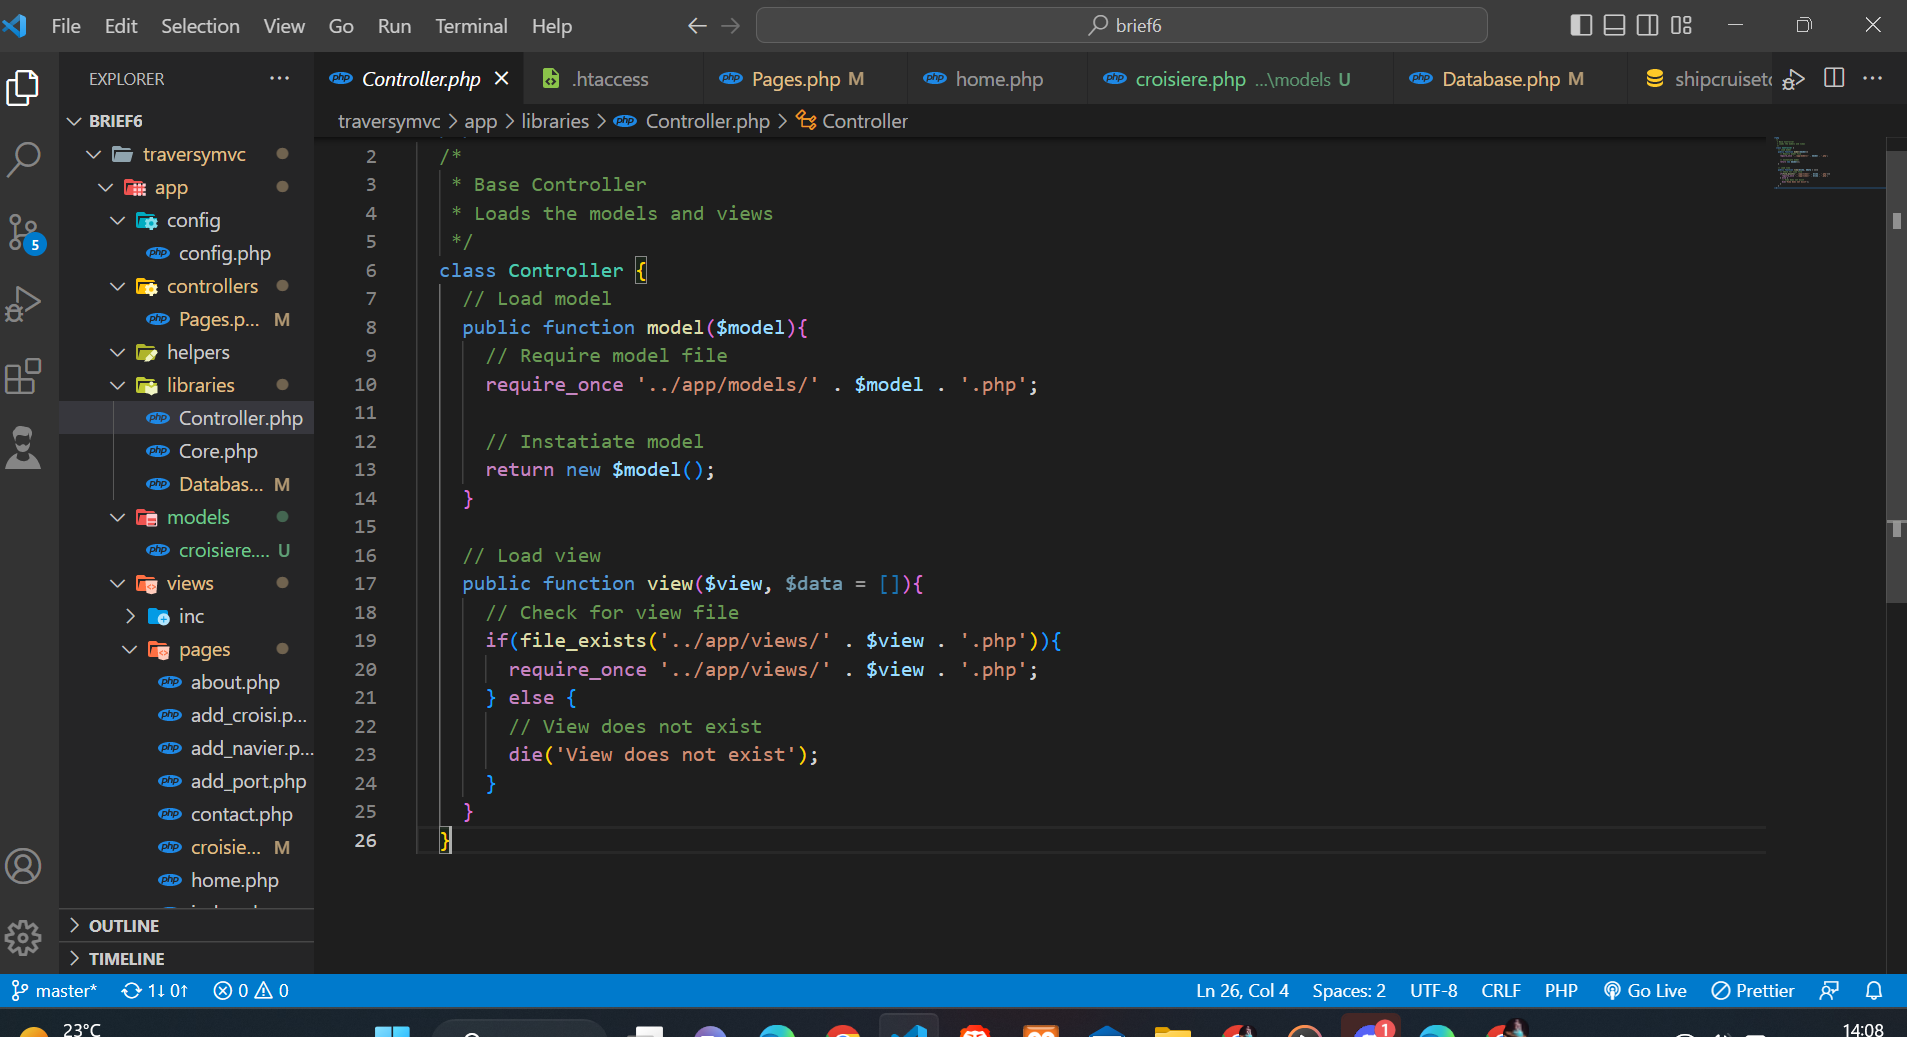 File Edit Selection View Go Run Terminal Help
brief6
EXPLORER
Controller.php
.htaccess
Pages.php M
home.php
croisiere.php ...\models U
Database.php M
traversymvc > app > libraries > Controller.php > Controller
BRIEF6
traversymvc
app
config
config.php
controllers
Pages.p... M
helpers
libraries
Controller.php
Core.php
Databas... M
models
croisiere.... U
views
inc
pages
about.php
add_croisi.p...
add_navier.p...
add_port.php
contact.php
croisie... M
home.php
OUTLINE
TIMELINE
2 /*
3 * Base Controller
4 * Loads the models and views
5 */
6 class Controller {
7 // Load model
8 public function model($model){
9 // Require model file
10 require_once '../app/models/' . $model . '.php';
11
12 // Instatiate model
13 return new $model();
14 }
15
16 // Load view
17 public function view($view, $data = []){
18 // Check for view file
19 if(file_exists('../app/views/' . $view . '.php')){
20 require_once '../app/views/' . $view . '.php';
21 } else {
22 // View does not exist
23 die('View does not exist');
24 }
25 }
26 }
5
master* 1↓ 0↑ 0 0
Ln 26, Col 4 Spaces: 2 UTF-8 CRLF PHP Go Live Prettier
23°C
1
14:08